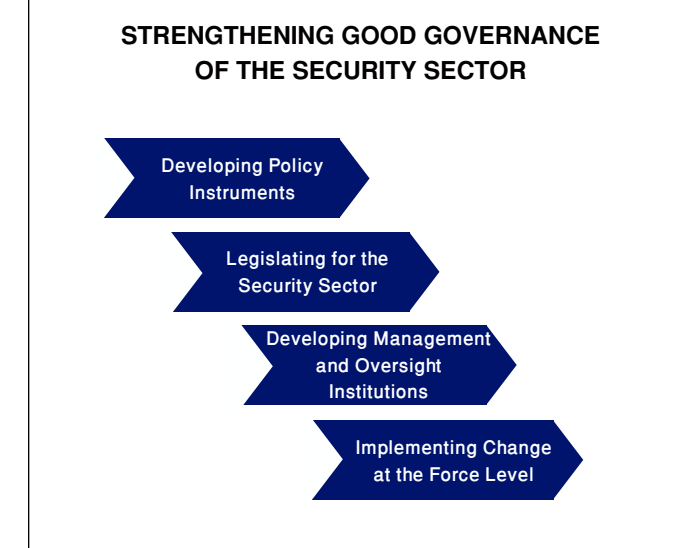 STRENGTHENING GOOD GOVERNANCE
OF THE SECURITY SECTOR
Developing Policy
Instruments
Legislating for the
Security Sector
Developing Management
and Oversight
Institutions
Implementing Change
at the Force Level